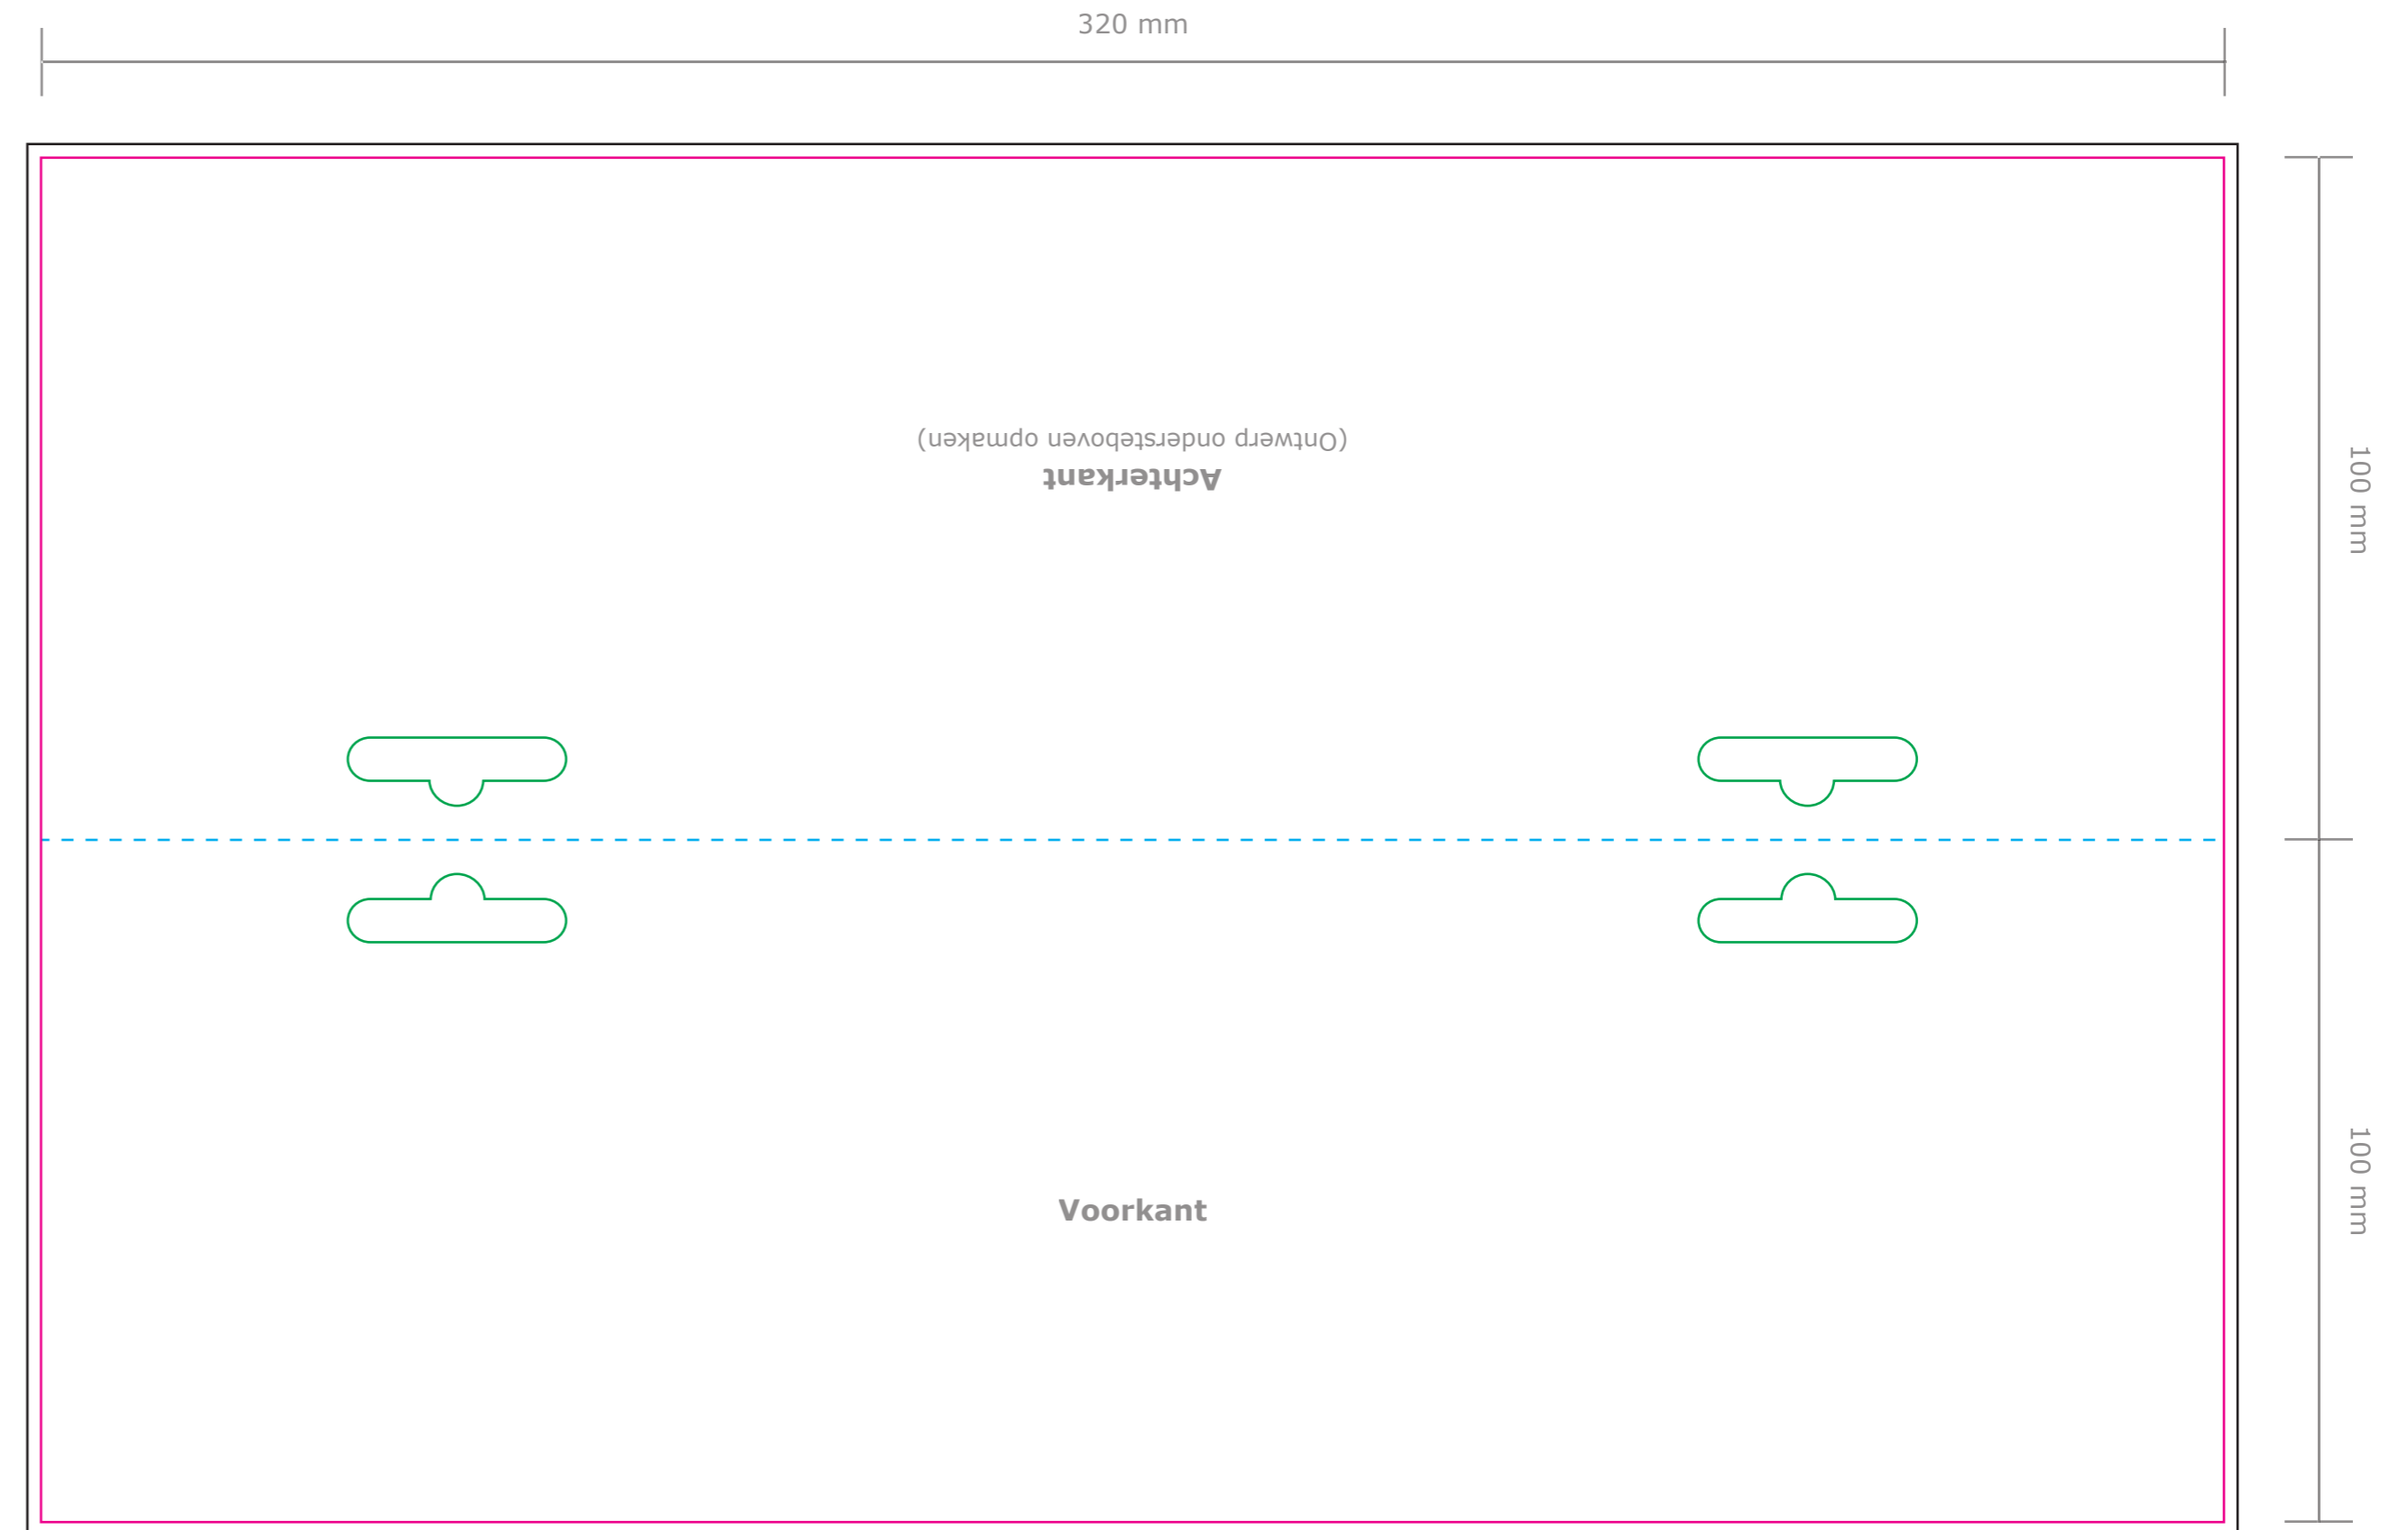 320 mm
Achterkant
(Ontwerp ondersteboven opmaken)
100 mm
Voorkant
100 mm